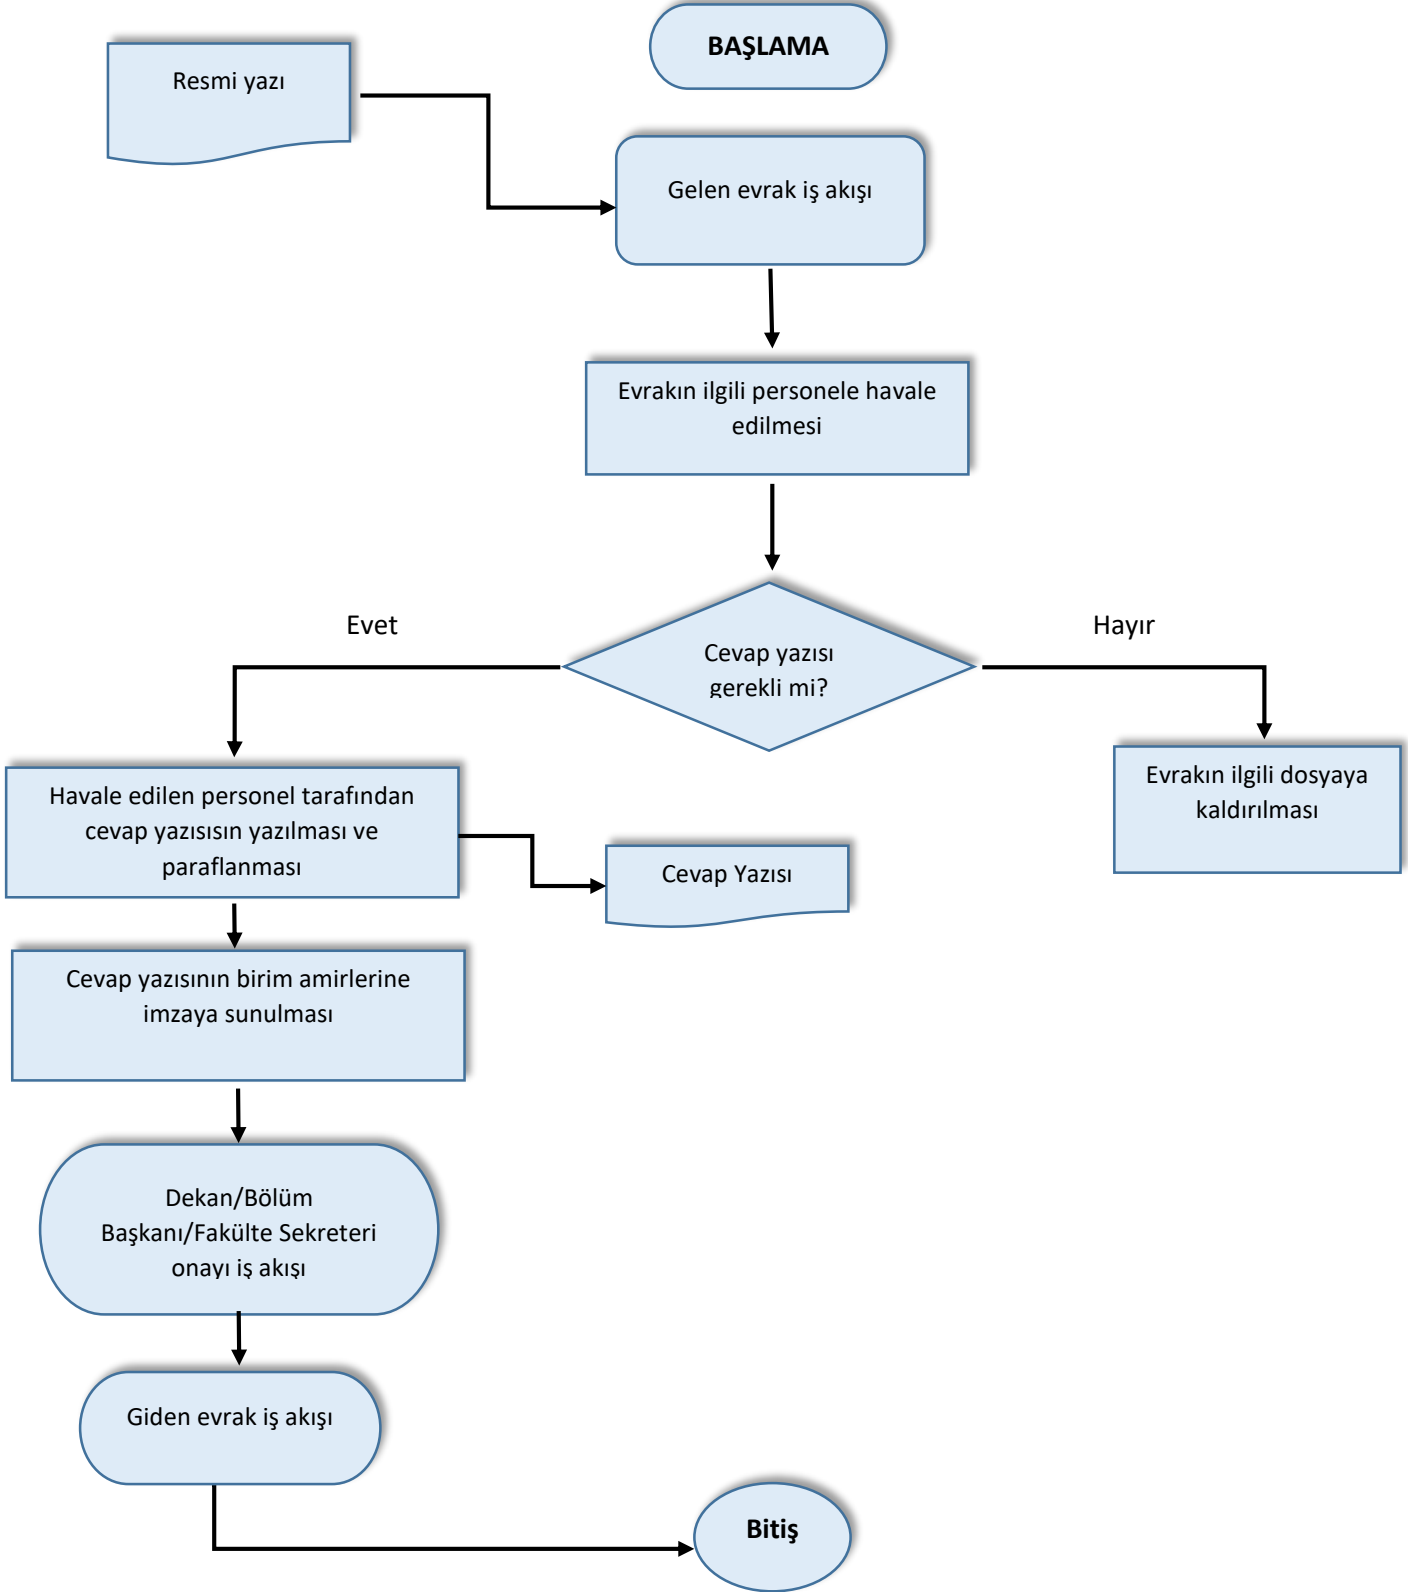 BAŞLAMA
Resmi yazı
Gelen evrak iş akışı
Evrakın ilgili personele havale
edilmesi
Evet
Hayır
Cevap yazısı
gerekli mi?
Havale edilen personel tarafından
cevap yazısısın yazılması ve
paraflanması
Evrakın ilgili dosyaya
kaldırılması
Cevap Yazısı
Cevap yazısının birim amirlerine
imzaya sunulması
Dekan/Bölüm
Başkanı/Fakülte Sekreteri
onayı iş akışı
Giden evrak iş akışı
Bitiş